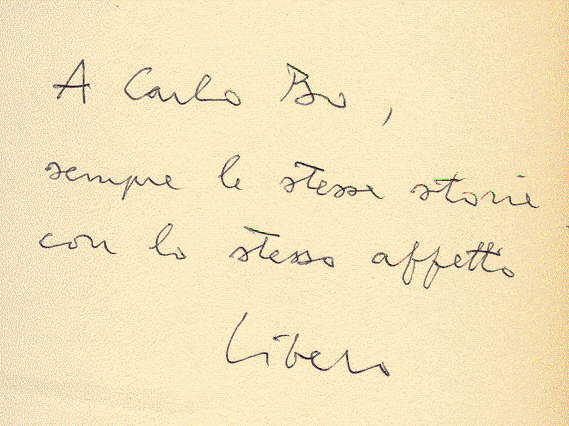 A Carlo Bo,
sempre le stesse storie
con lo stesso affetto
Libero